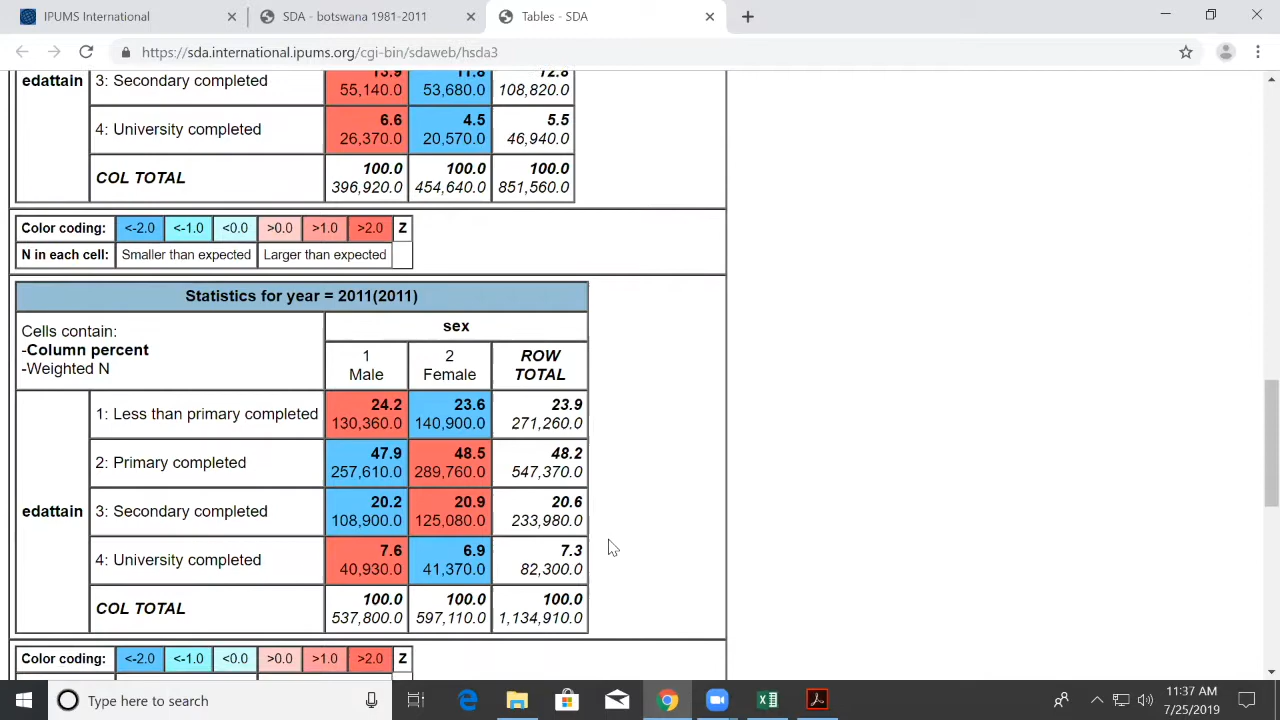 IPUMS International
SDA - botswana 1981-2011
Tables - SDA
https://sda.international.ipums.org/cgi-bin/sdaweb/hsda3
13.9 11.8 12.8
edattain 3: Secondary completed 55,140.0 53,680.0 108,820.0
4: University completed 6.6 4.5 5.5
26,370.0 20,570.0 46,940.0
COL TOTAL 100.0 100.0 100.0
396,920.0 454,640.0 851,560.0
Color coding: <-2.0 <-1.0 <0.0 >0.0 >1.0 >2.0 Z
N in each cell: Smaller than expected Larger than expected
Statistics for year = 2011(2011)
Cells contain:
-Column percent
-Weighted N
sex
1 Male
2 Female
ROW TOTAL
edattain
1: Less than primary completed 24.2 23.6 23.9
130,360.0 140,900.0 271,260.0
2: Primary completed 47.9 48.5 48.2
257,610.0 289,760.0 547,370.0
3: Secondary completed 20.2 20.9 20.6
108,900.0 125,080.0 233,980.0
4: University completed 7.6 6.9 7.3
40,930.0 41,370.0 82,300.0
COL TOTAL 100.0 100.0 100.0
537,800.0 597,110.0 1,134,910.0
Color coding: <-2.0 <-1.0 <0.0 >0.0 >1.0 >2.0 Z
Type here to search
11:37 AM
7/25/2019